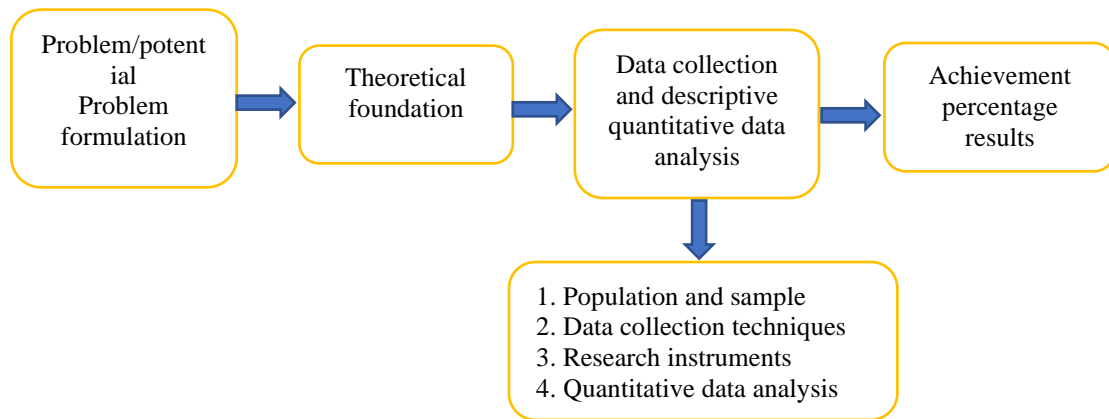 Problem/potent
ial
Problem
formulation
Theoretical
foundation
Data collection
and descriptive
quantitative data
analysis
Achievement
percentage
results
1. Population and sample
2. Data collection techniques
3. Research instruments
4. Quantitative data analysis